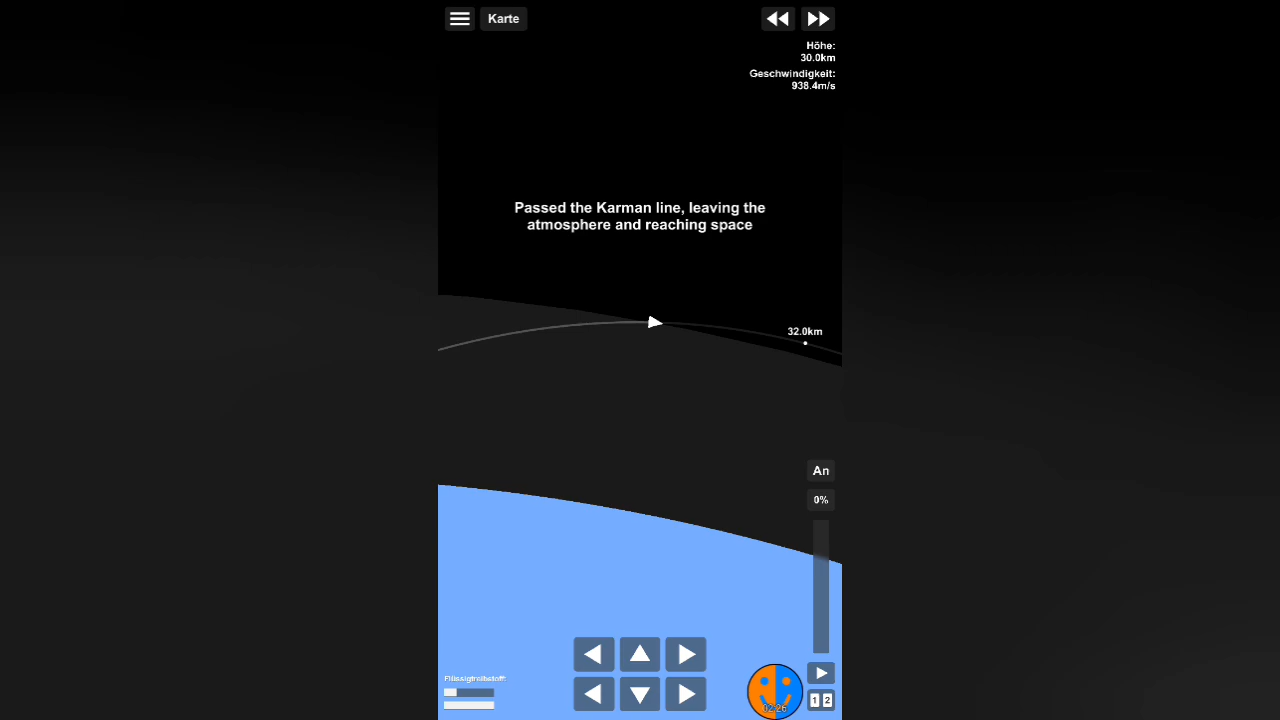 Karte
Höhe:
30.0km
Geschwindigkeit:
938.4m/s
Passed the Karman line, leaving the
atmosphere and reaching space
32.0km
An
0%
Flüssigtreibstoff:
02:26
1 2